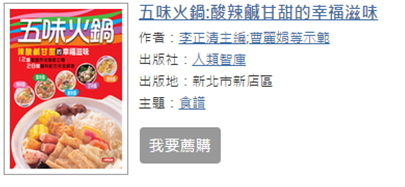 五味火鍋
酸辣鹹甘甜的幸福滋味
五味火鍋:酸辣鹹甘甜的幸福滋味
作者：李正濤主編;曹麗娟等示範
出版社：人類智庫
出版地：新北市新店區
主題：食譜
我要薦購